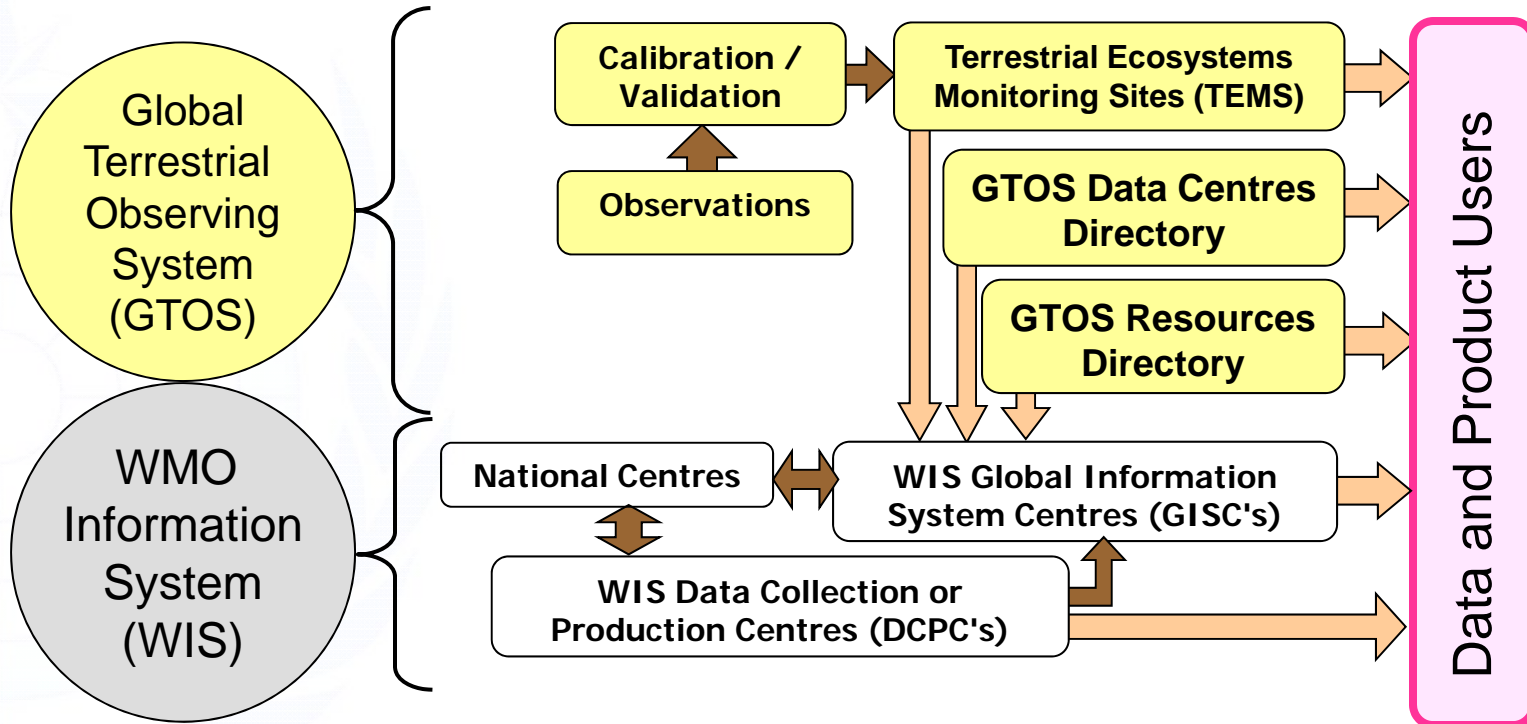 Global
Terrestrial
Observing
System
(GTOS)
Calibration /
Validation
Terrestrial Ecosystems
Monitoring Sites (TEMS)
Observations
GTOS Data Centres
Directory
GTOS Resources
Directory
WMO
Information
System
(WIS)
National Centres
WIS Global Information
System Centres (GISC's)
WIS Data Collection or
Production Centres (DCPC's)
Data and Product Users